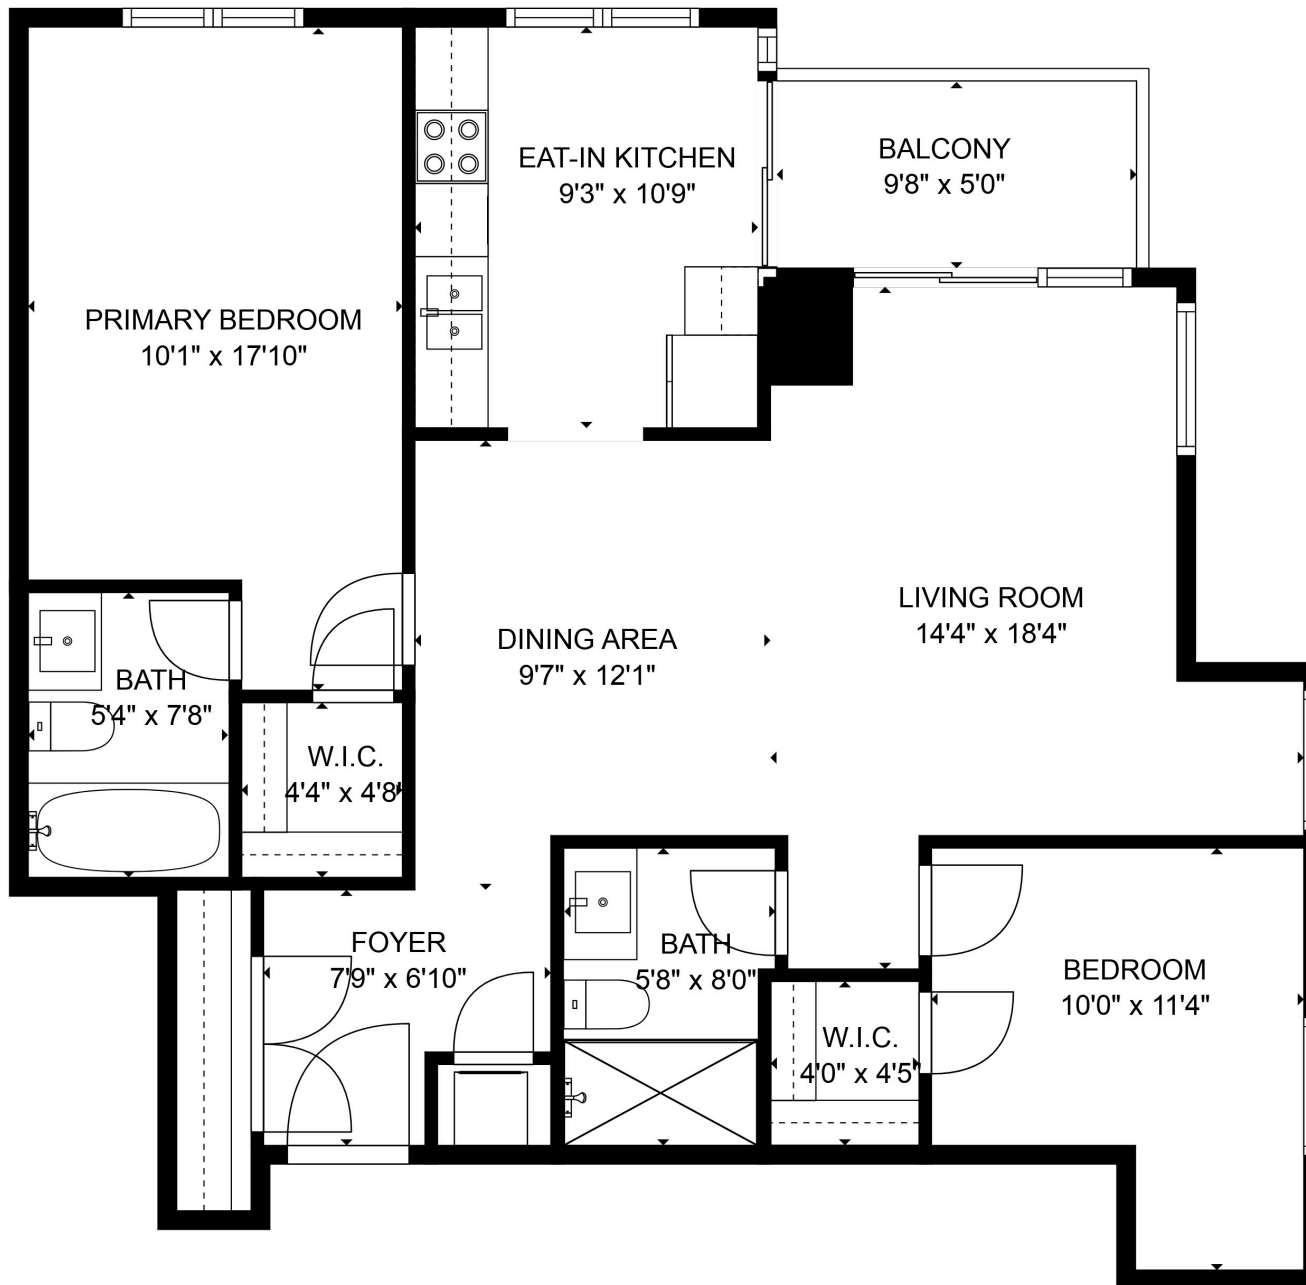 EAT-IN KITCHEN
9'3" x 10'9"
BALCONY
9'8" x 5'0"
PRIMARY BEDROOM
10'1" x 17'10"
LIVING ROOM
14'4" x 18'4"
DINING AREA
9'7" x 12'1"
BATH
5'4" x 7'8"
W.I.C.
4'4" x 4'8"
FOYER
7'9" x 6'10"
BATH
5'8" x 8'0"
BEDROOM
10'0" x 11'4"
W.I.C.
4'0" x 4'5"